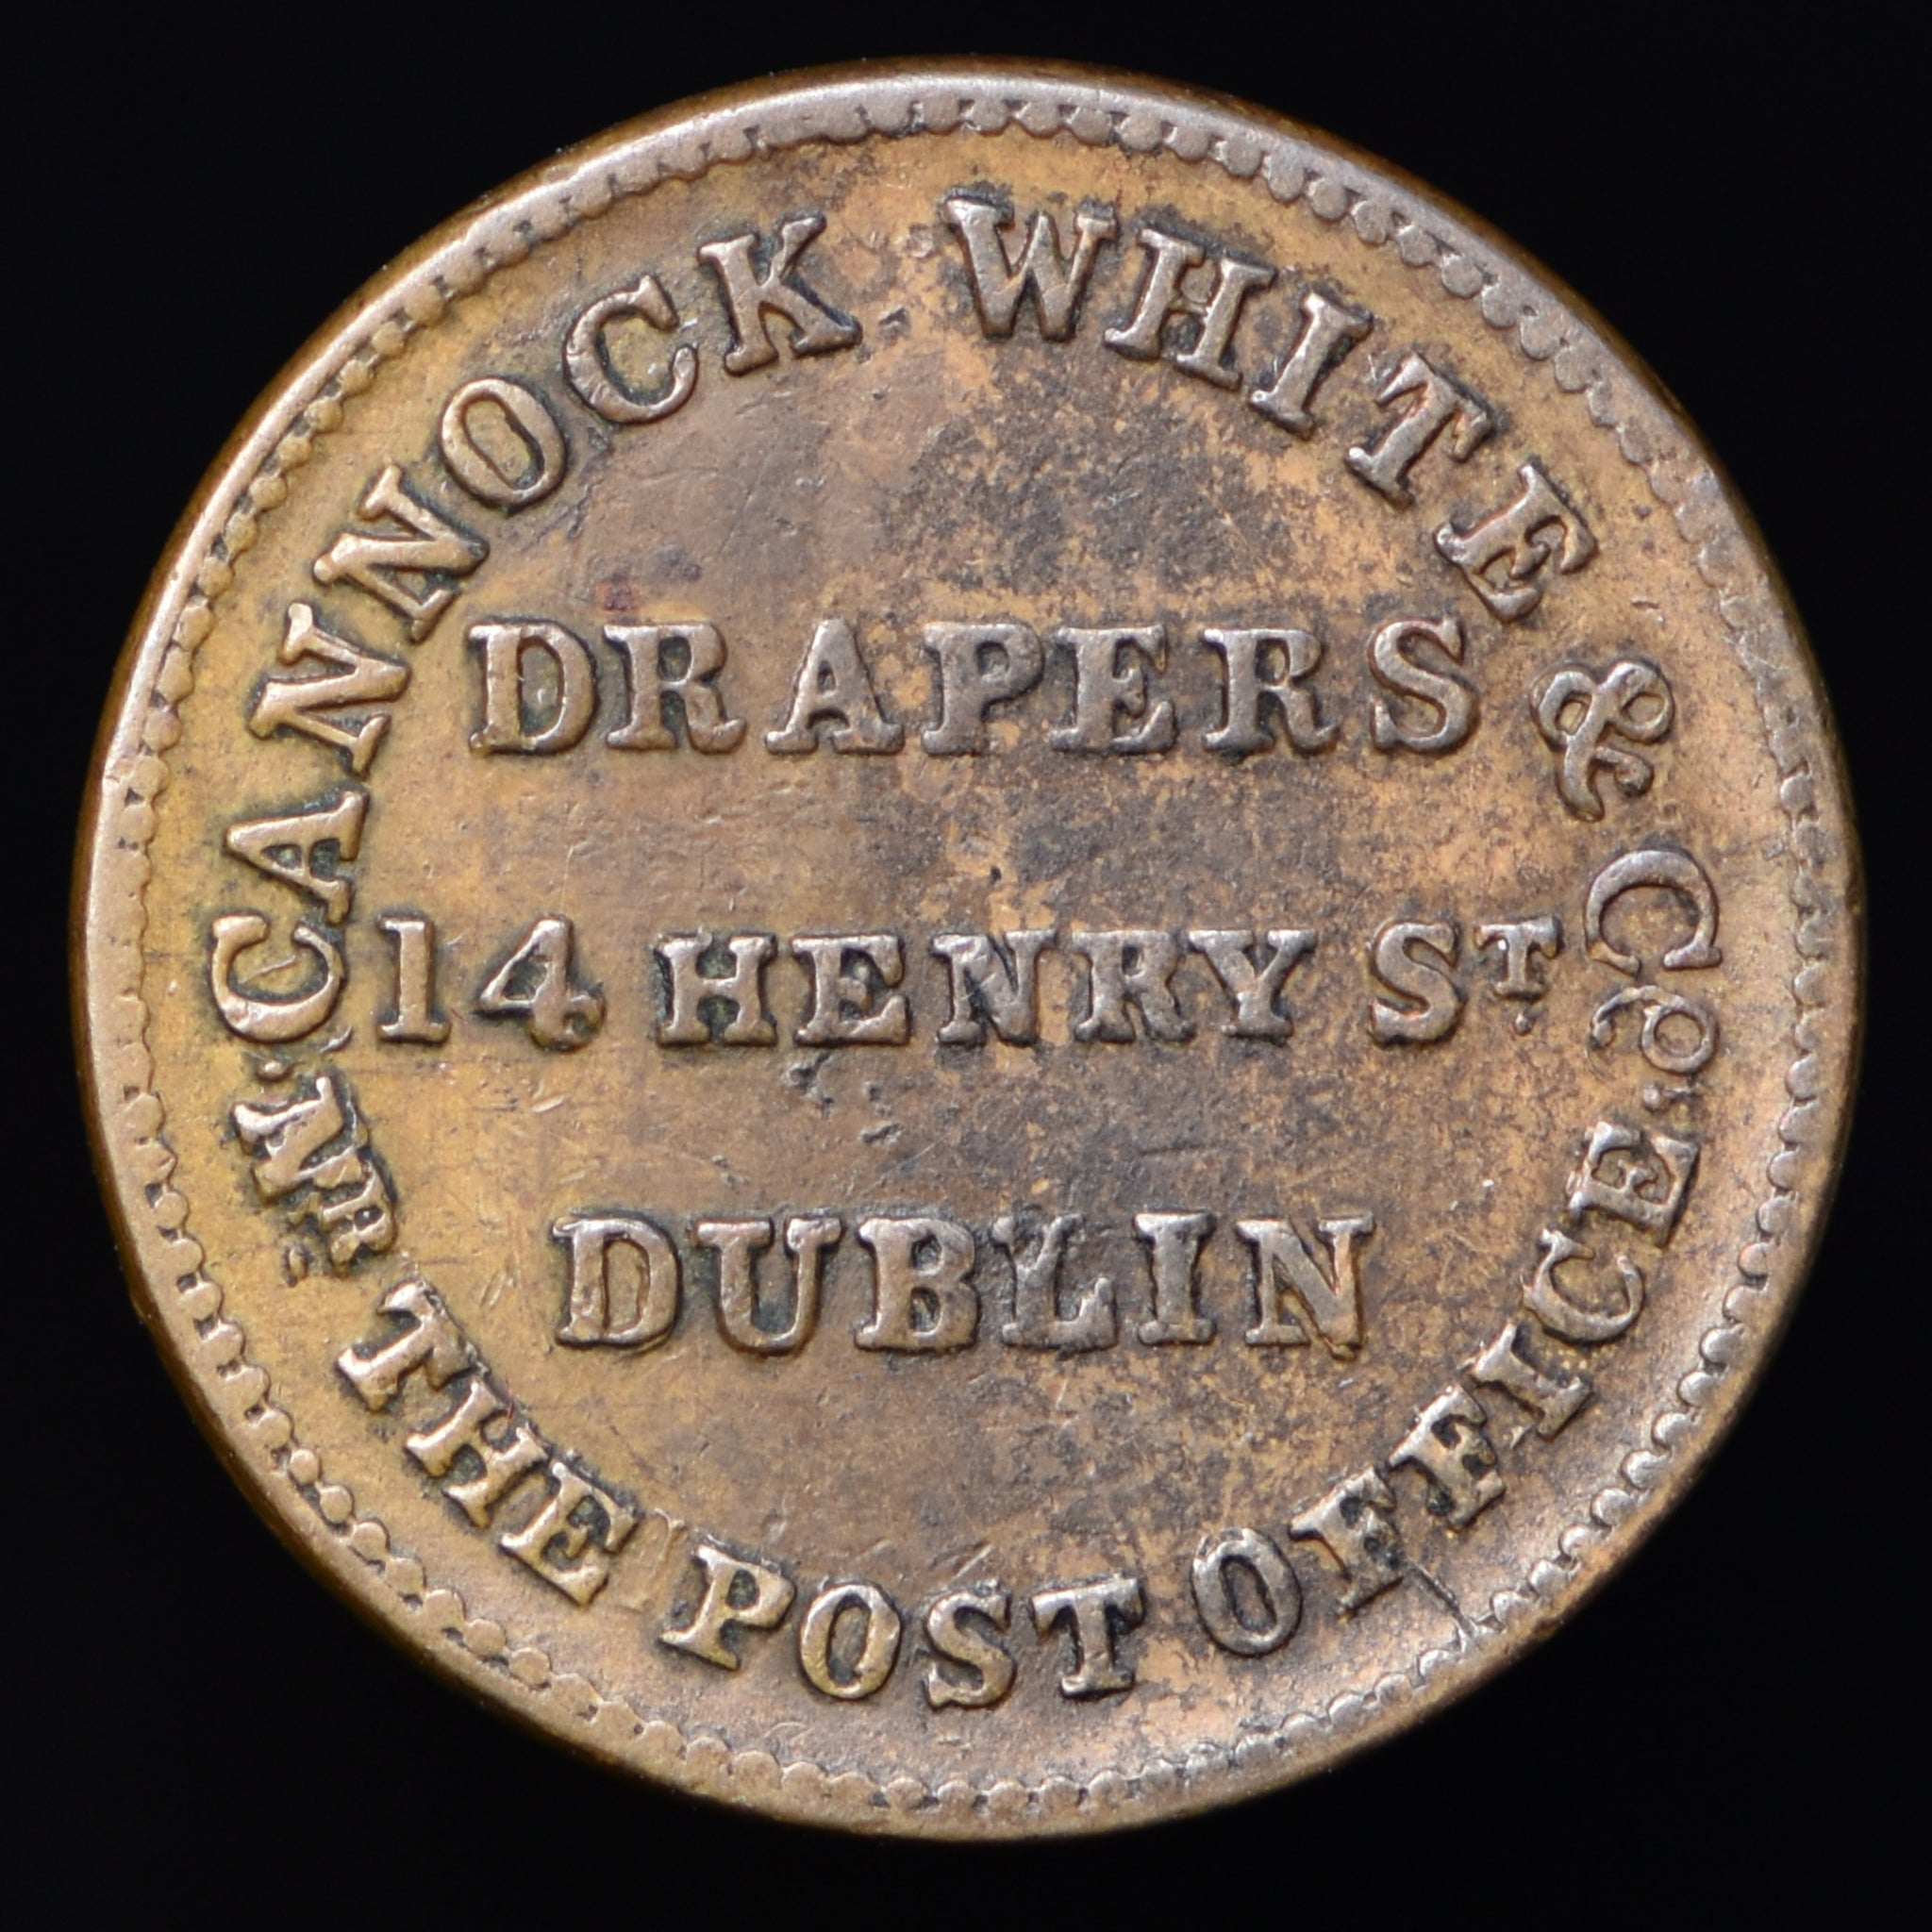 CANNOCK WHITE & Co.
DRAPERS
14 HENRY ST.
DUBLIN
NR. THE POST OFFICE